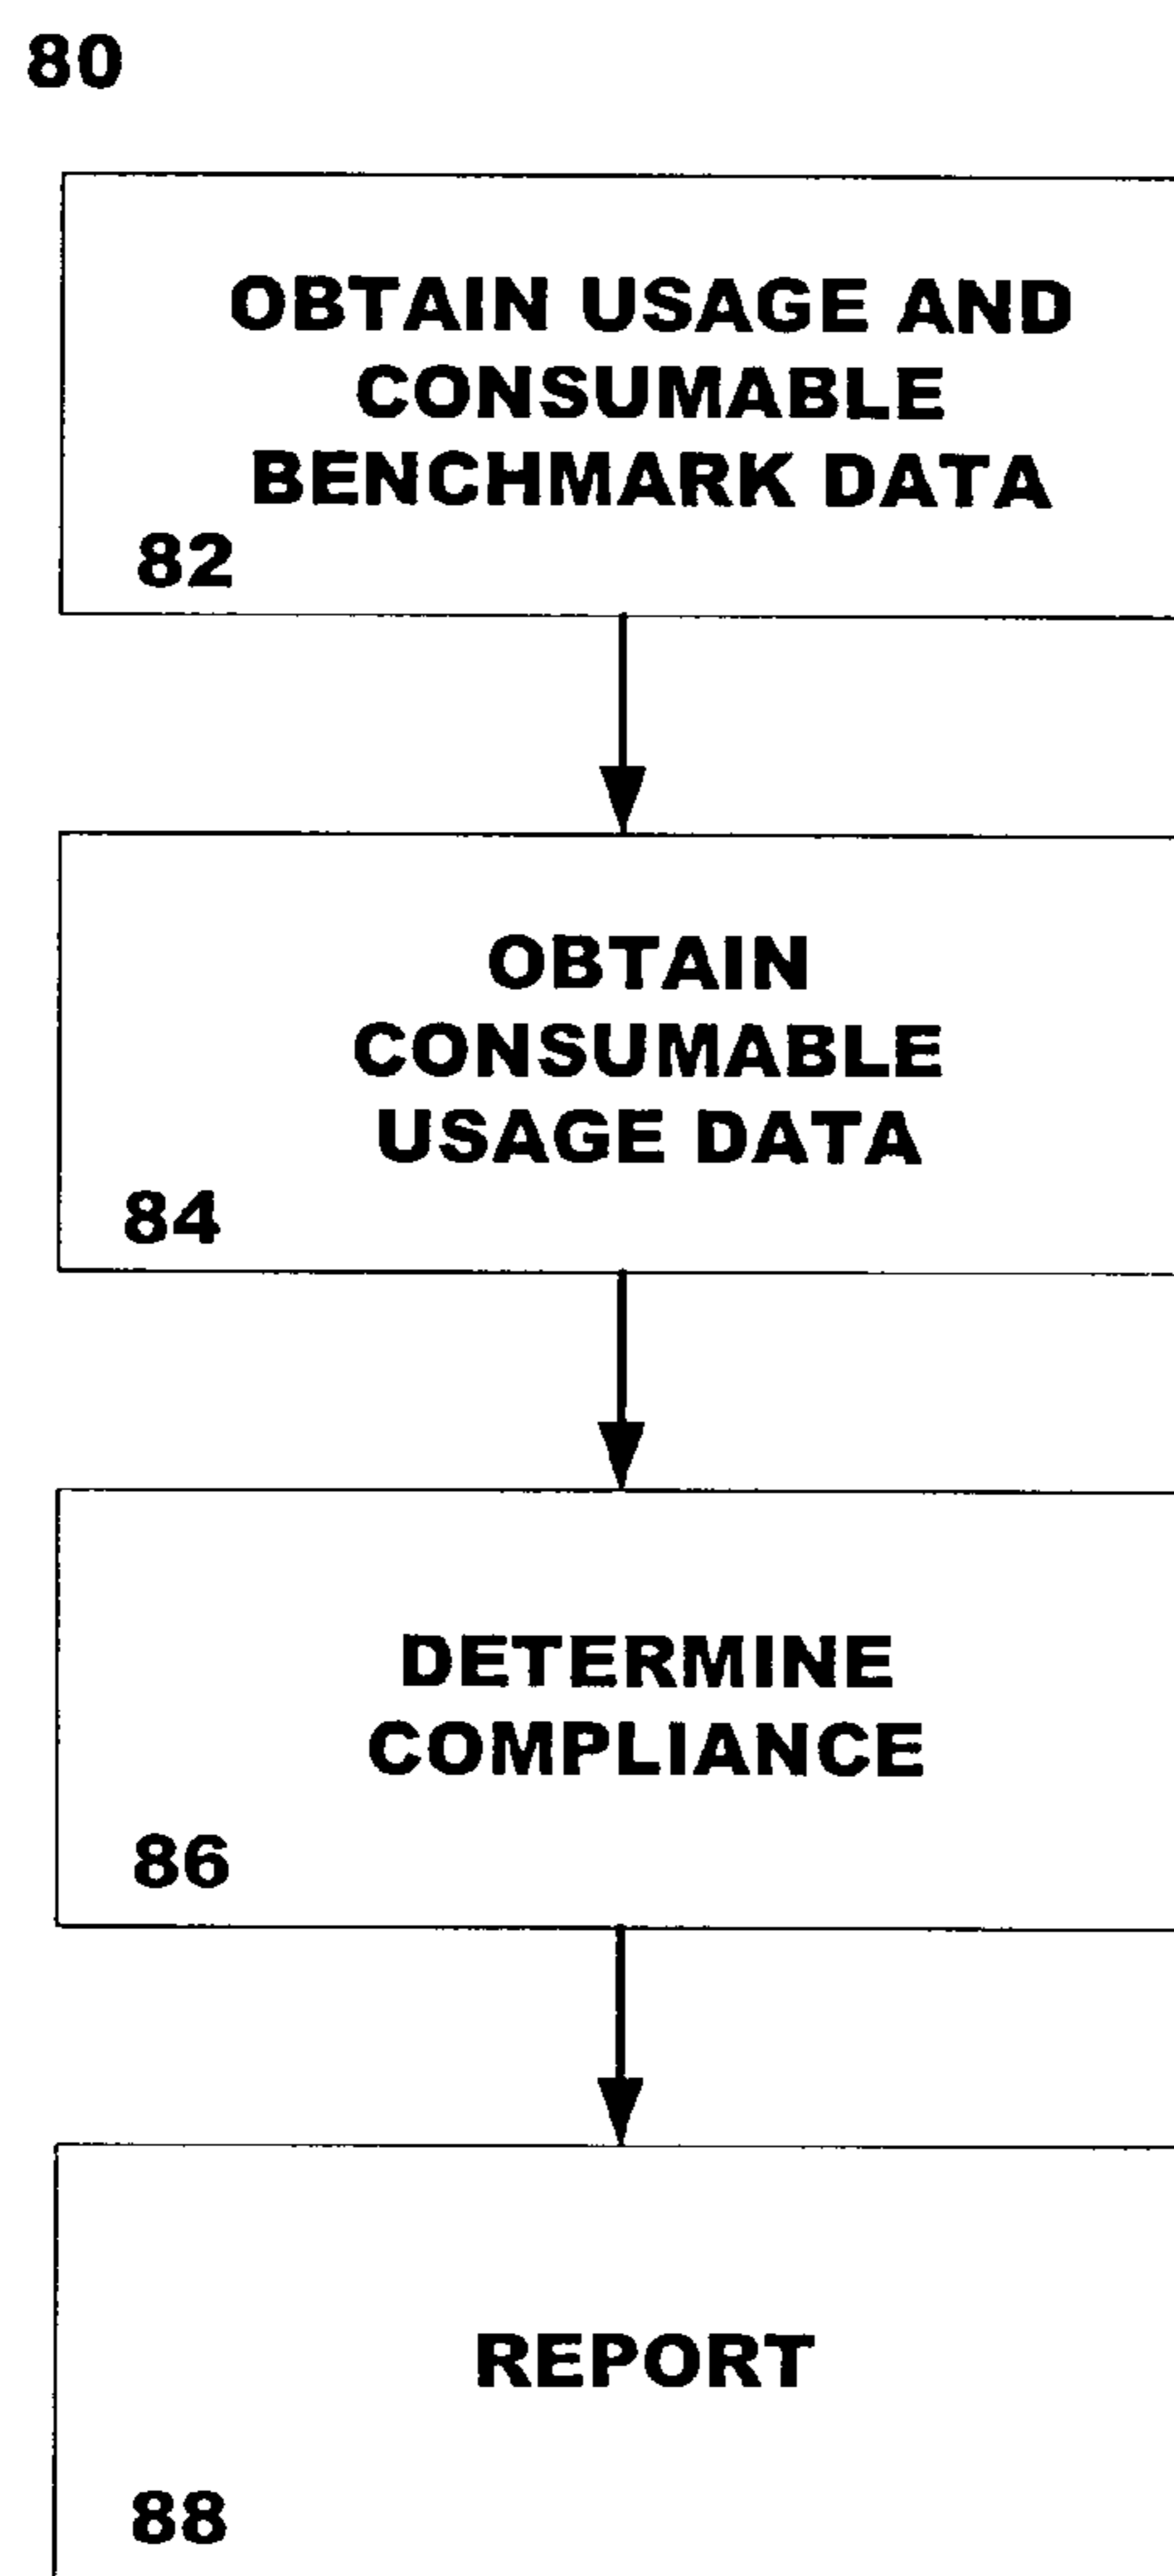 80
OBTAIN USAGE AND
CONSUMABLE
BENCHMARK DATA
82
OBTAIN
CONSUMABLE
USAGE DATA
84
DETERMINE
COMPLIANCE
86
REPORT
88